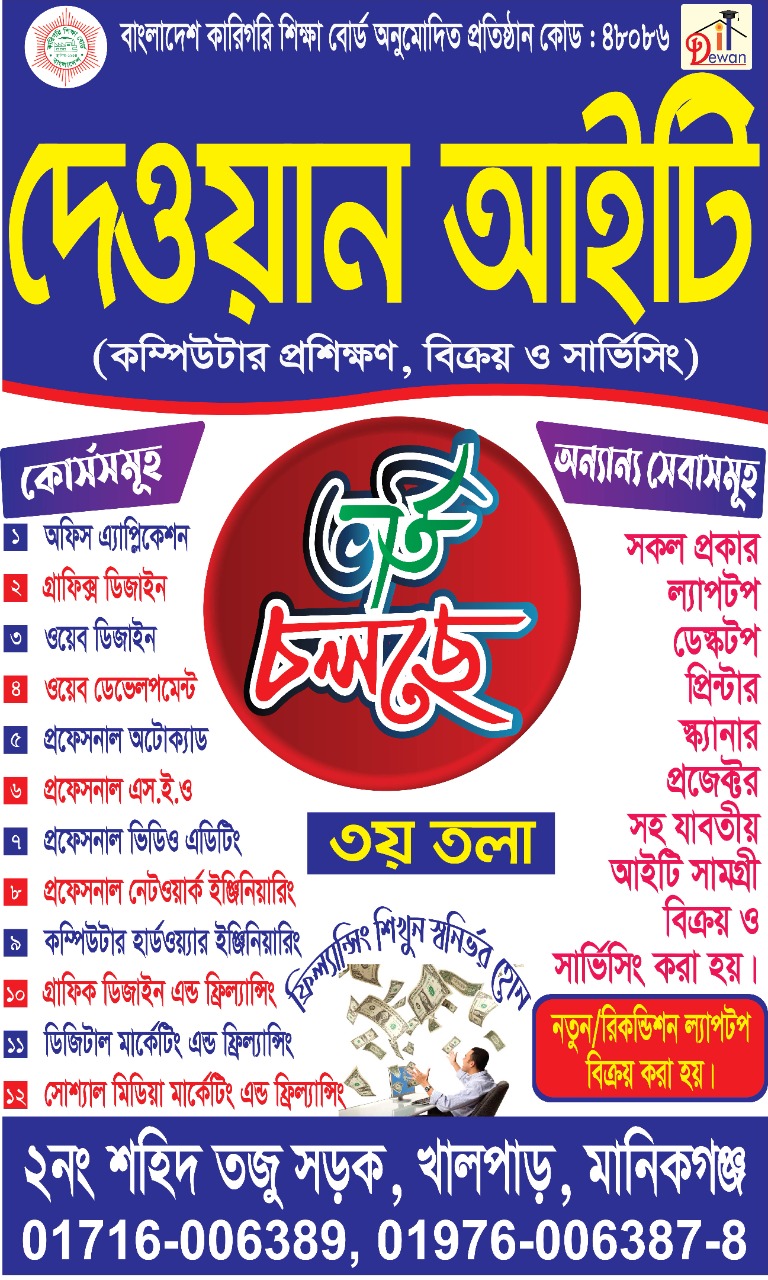 বাংলাদেশ কারিগরি শিক্ষা বোর্ড অনুমোদিত প্রতিষ্ঠান কোড : ৪৮০৮৬
iT
Dewan
দেওয়ান আইটি
(কম্পিউটার প্রশিক্ষণ, বিক্রয় ও সার্ভিসিং)
কোর্সসমূহ
১ অফিস এ্যাপ্লিকেশন
২ গ্রাফিক্স ডিজাইন
৩ ওয়েব ডিজাইন
৪ ওয়েব ডেভেলপমেন্ট
৫ প্রফেসনাল অটোক্যাড
৬ প্রফেসনাল এস.ই.ও
৭ প্রফেসনাল ভিডিও এডিটিং
৮ প্রফেসনাল নেটওয়ার্ক ইঞ্জিনিয়ারিং
৯ কম্পিউটার হার্ডওয়্যার ইঞ্জিনিয়ারিং
১০ গ্রাফিক ডিজাইন এন্ড ফ্রিল্যান্সিং
১১ ডিজিটাল মার্কেটিং এন্ড ফ্রিল্যান্সিং
১২ সোশ্যাল মিডিয়া মার্কেটিং এন্ড ফ্রিল্যান্সিং
ভর্তি
চলছে
৩য় তলা
ফ্রিল্যান্সিং শিখুন স্বনির্ভর হোন
অন্যান্য সেবাসমূহ
সকল প্রকার
ল্যাপটপ
ডেস্কটপ
প্রিন্টার
স্ক্যানার
প্রজেক্টর
সহ যাবতীয়
আইটি সামগ্রী
বিক্রয় ও
সার্ভিসিং করা হয়।
নতুন/রিকন্ডিশন ল্যাপটপ
বিক্রয় করা হয়।
২নং শহিদ তজু সড়ক, খালপাড়, মানিকগঞ্জ
01716-006389, 01976-006387-8